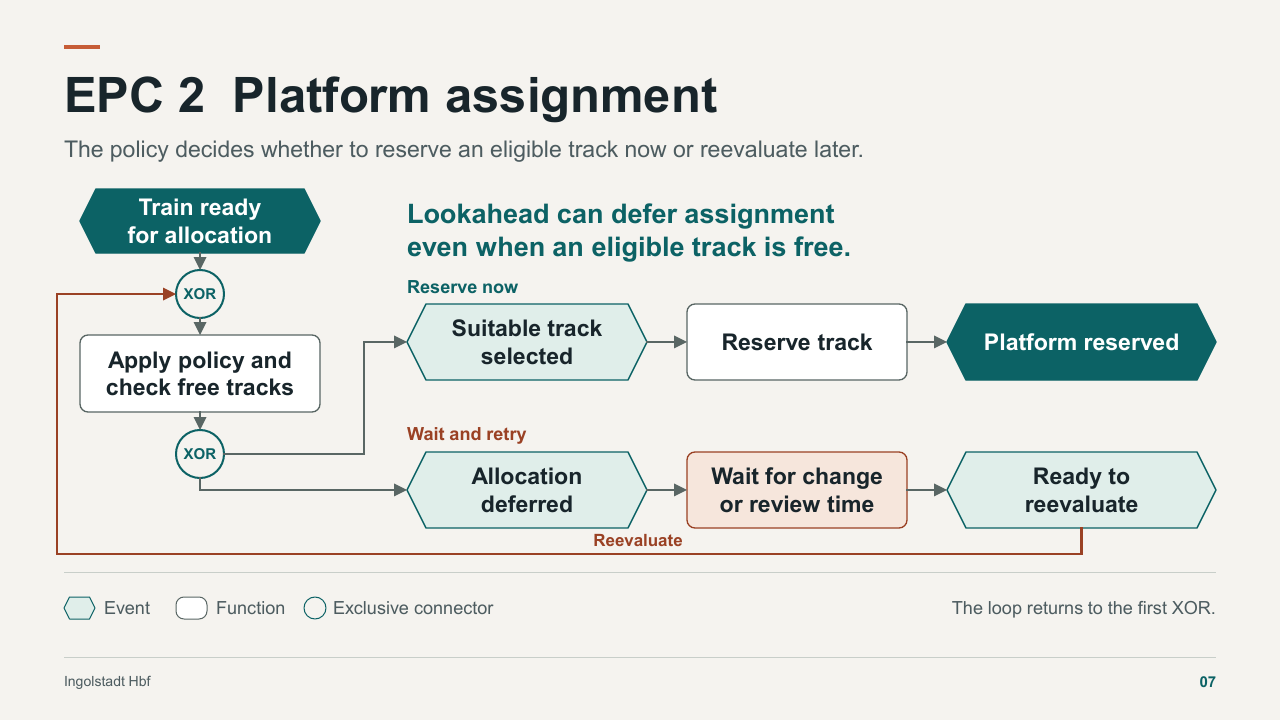 EPC 2  Platform assignment
The policy decides whether to reserve an eligible track now or reevaluate later.
Train ready
for allocation
XOR
Apply policy and
check free tracks
XOR
Lookahead can defer assignment
even when an eligible track is free.
Reserve now
Suitable track
selected
Reserve track
Platform reserved
Wait and retry
Allocation
deferred
Wait for change
or review time
Ready to
reevaluate
Reevaluate
Event
Function
Exclusive connector
The loop returns to the first XOR.
Ingolstadt Hbf
07